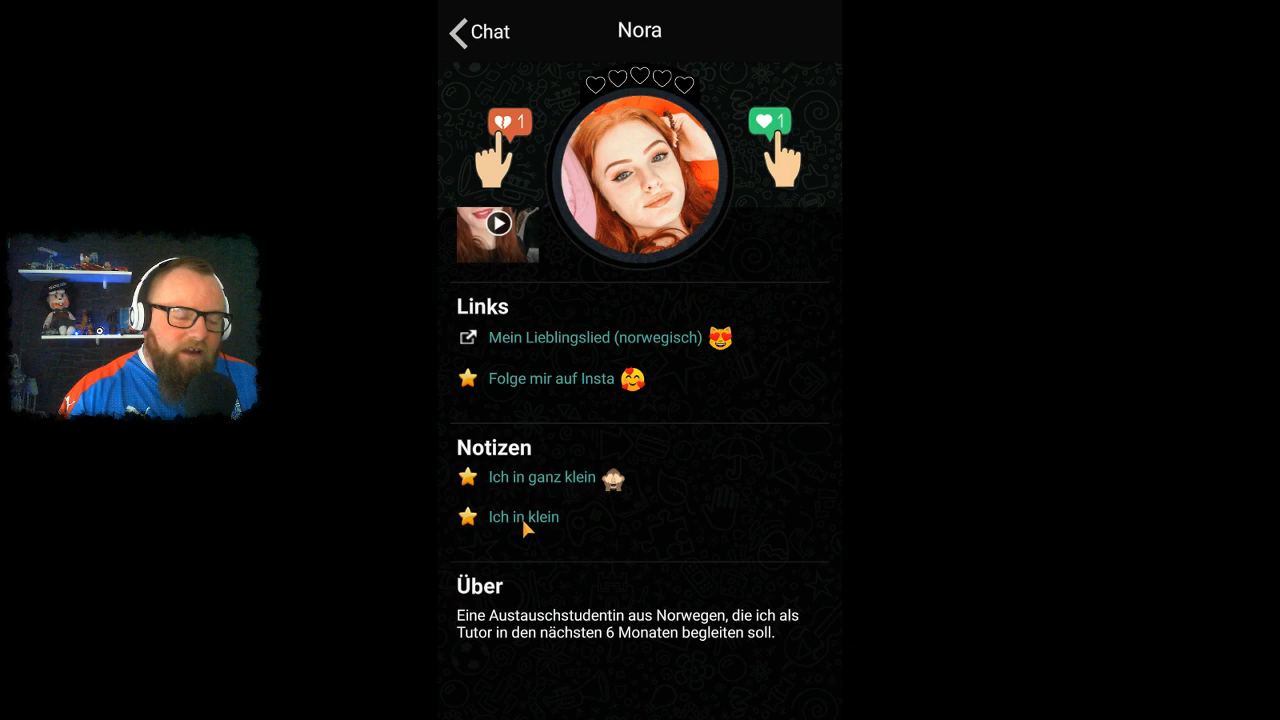 Chat
Nora
1
1
Links
Mein Lieblingslied (norwegisch)
Folge mir auf Insta
Notizen
Ich in ganz klein
Ich in klein
Über
Eine Austauschstudentin aus Norwegen, die ich als
Tutor in den nächsten 6 Monaten begleiten soll.